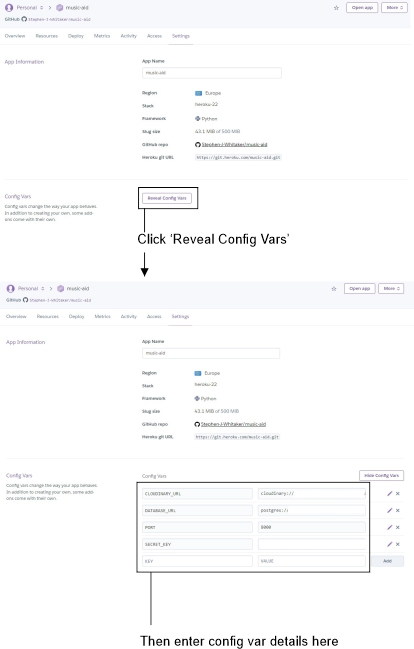 Personal > music-aid
Open app More
GitHub Stephen-J-Whitaker/music-aid
Overview Resources Deploy Metrics Activity Access Settings
App Information
App Name
music-aid
Region Europe
Stack heroku-22
Framework Python
Slug size 43.1 MiB of 500 MiB
GitHub repo Stephen-J-Whitaker/music-aid
Heroku git URL https://git.heroku.com/music-aid.git
Config Vars
Config vars change the way your app behaves.
In addition to creating your own, some add-
ons come with their own.
Reveal Config Vars
Click ‘Reveal Config Vars’
Personal > music-aid
Open app More
GitHub Stephen-J-Whitaker/music-aid
Overview Resources Deploy Metrics Activity Access Settings
App Information
App Name
music-aid
Region Europe
Stack heroku-22
Framework Python
Slug size 43.1 MiB of 500 MiB
GitHub repo Stephen-J-Whitaker/music-aid
Heroku git URL https://git.heroku.com/music-aid.git
Config Vars
Config vars change the way your app behaves.
In addition to creating your own, some add-
ons come with their own.
Config Vars
Hide Config Vars
CLOUDINARY_URL cloudinary://
DATABASE_URL postgres://
PORT 8000
SECRET_KEY
KEY VALUE Add
Then enter config var details here